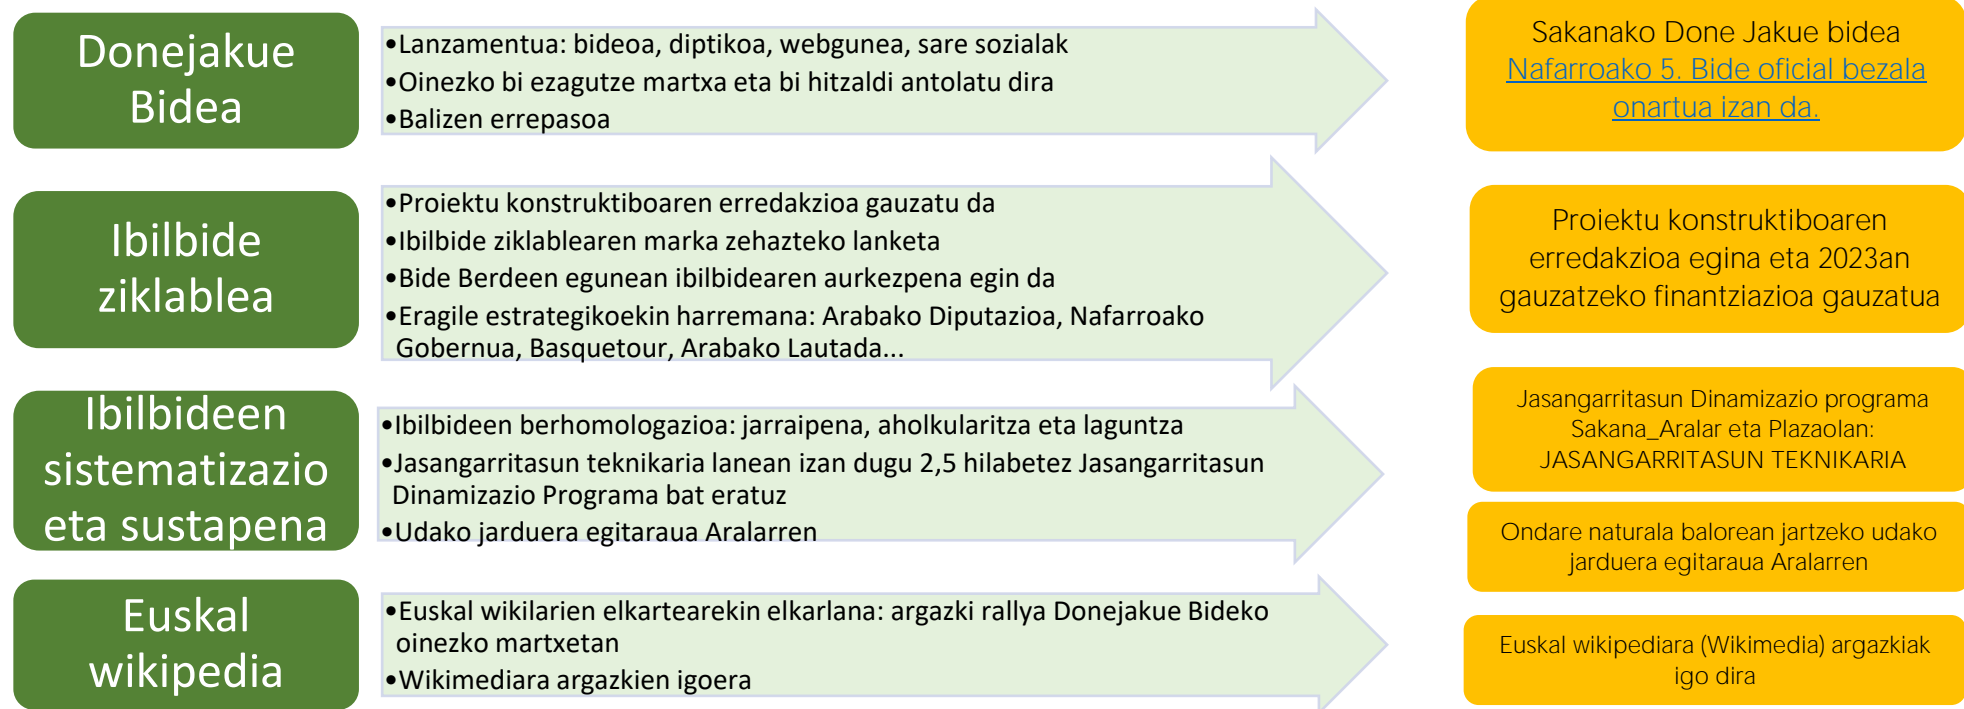 Donejakue
Bidea
•Lanzamentua: bideoa, diptikoa, webgunea, sare sozialak
•Oinezko bi ezagutze martxa eta bi hitzaldi antolatu dira
•Balizen errepasoa
Sakanako Done Jakue bidea
Nafarroako 5. Bide oficial bezala
onartua izan da.
Ibilbide
ziklablea
•Proiektu konstruktiboaren erredakzioa gauzatu da
•Ibilbide ziklablearen marka zehazteko lanketa
•Bide Berdeen egunean ibilbidearen aurkezpena egin da
•Eragile estrategikoekin harremana: Arabako Diputazioa, Nafarroako
Gobernua, Basquetour, Arabako Lautada...
Proiektu konstruktiboaren
erredakzioa egina eta 2023an
gauzatzeko finantziazioa gauzatua
Ibilbideen
sistematizazio
eta sustapena
•Ibilbideen berhomologazioa: jarraipena, aholkularitza eta laguntza
•Jasangarritasun teknikaria lanean izan dugu 2,5 hilabetez Jasangarritasun
Dinamizazio Programa bat eratuz
•Udako jarduera egitaraua Aralarren
Jasangarritasun Dinamizazio programa
Sakana_Aralar eta Plazaolan:
JASANGARRITASUN TEKNIKARIA
Ondare naturala balorean jartzeko udako
jarduera egitaraua Aralarren
Euskal
wikipedia
•Euskal wikilarien elkartearekin elkarlana: argazki rallya Donejakue Bideko
oinezko martxetan
•Wikimediara argazkien igoera
Euskal wikipediara (Wikimedia) argazkiak
igo dira